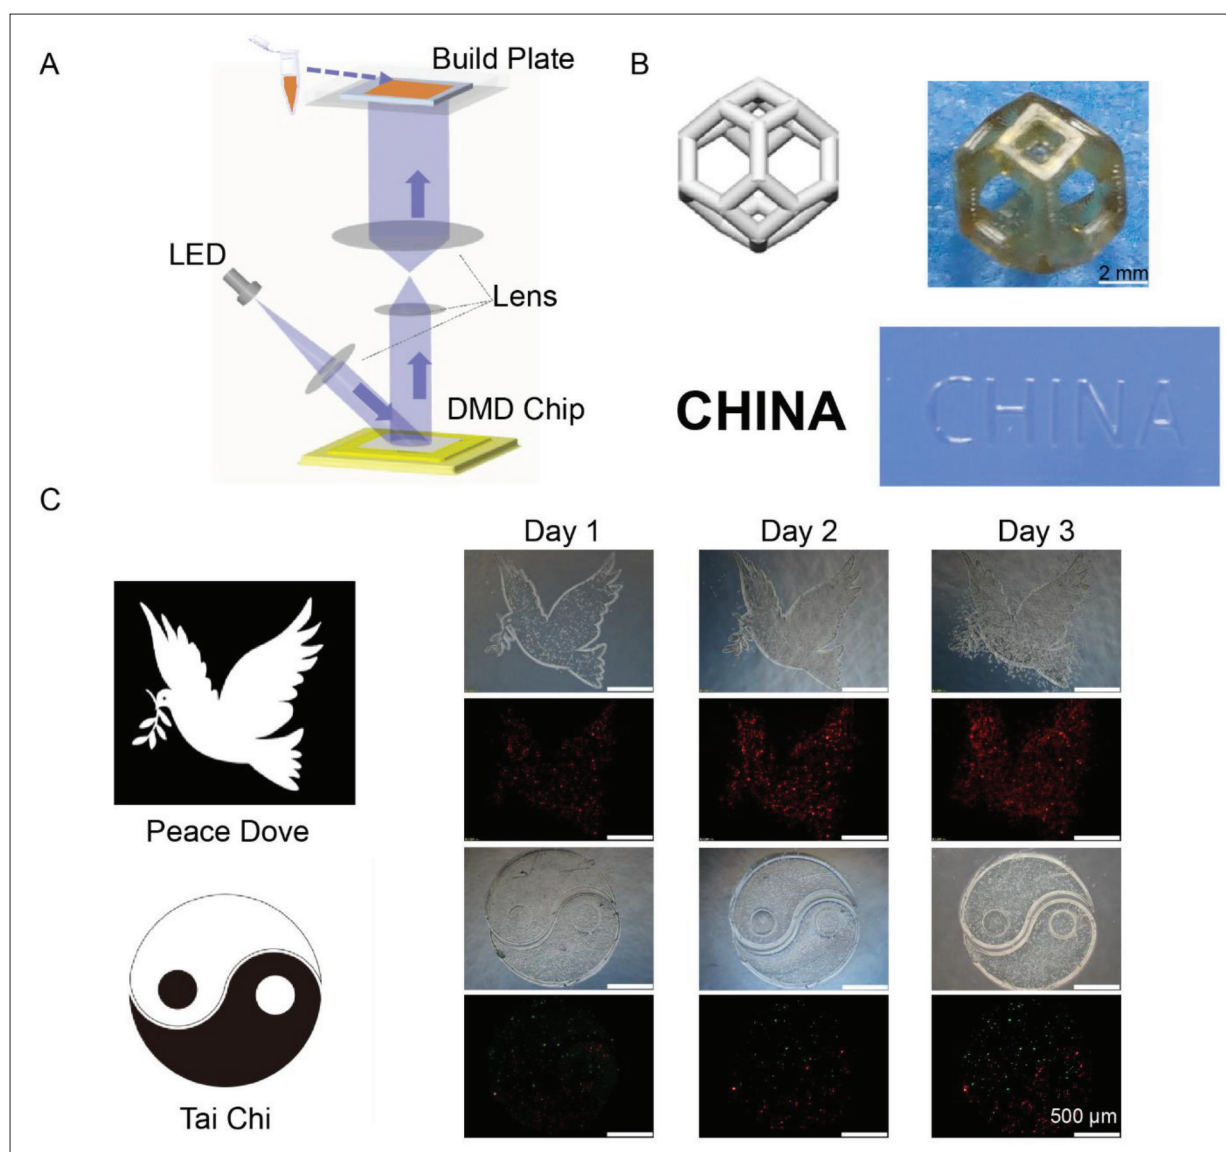 A
Build Plate
LED
Lens
DMD Chip
B
2 mm
CHINA
CHINA
C
Day 1
Day 2
Day 3
Peace Dove
Tai Chi
500 μm